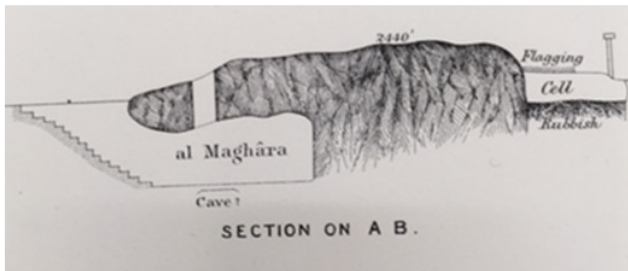 2440'
Flagging
Cell
Rubbish
al Maghâra
Cave?
SECTION ON A B.